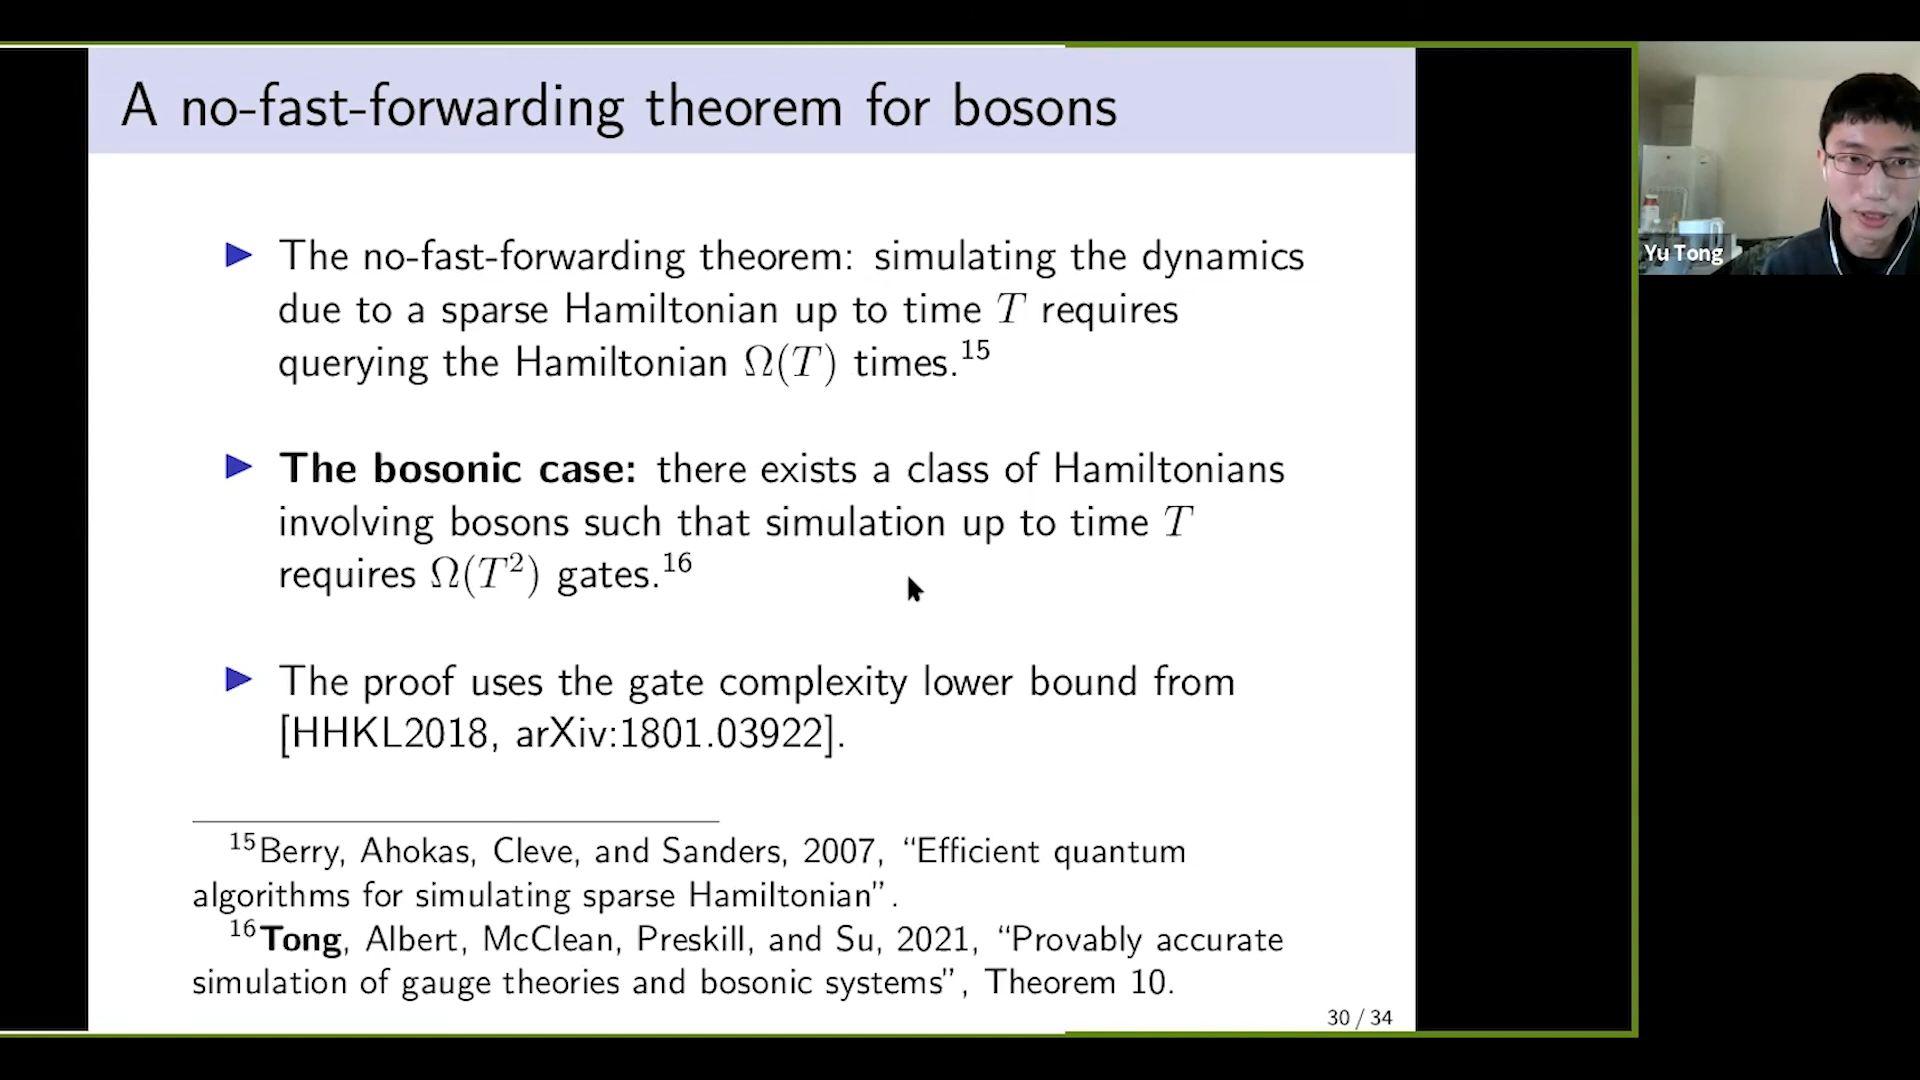 A no-fast-forwarding theorem for bosons
▶ The no-fast-forwarding theorem: simulating the dynamics
due to a sparse Hamiltonian up to time T requires
querying the Hamiltonian Ω(T) times.¹⁵
▶ The bosonic case: there exists a class of Hamiltonians
involving bosons such that simulation up to time T
requires Ω(T²) gates.¹⁶
▶ The proof uses the gate complexity lower bound from
[HHKL2018, arXiv:1801.03922].
¹⁵Berry, Ahokas, Cleve, and Sanders, 2007, “Efficient quantum
algorithms for simulating sparse Hamiltonian”.
¹⁶Tong, Albert, McClean, Preskill, and Su, 2021, “Provably accurate
simulation of gauge theories and bosonic systems”, Theorem 10.
30 / 34
Yu Tong